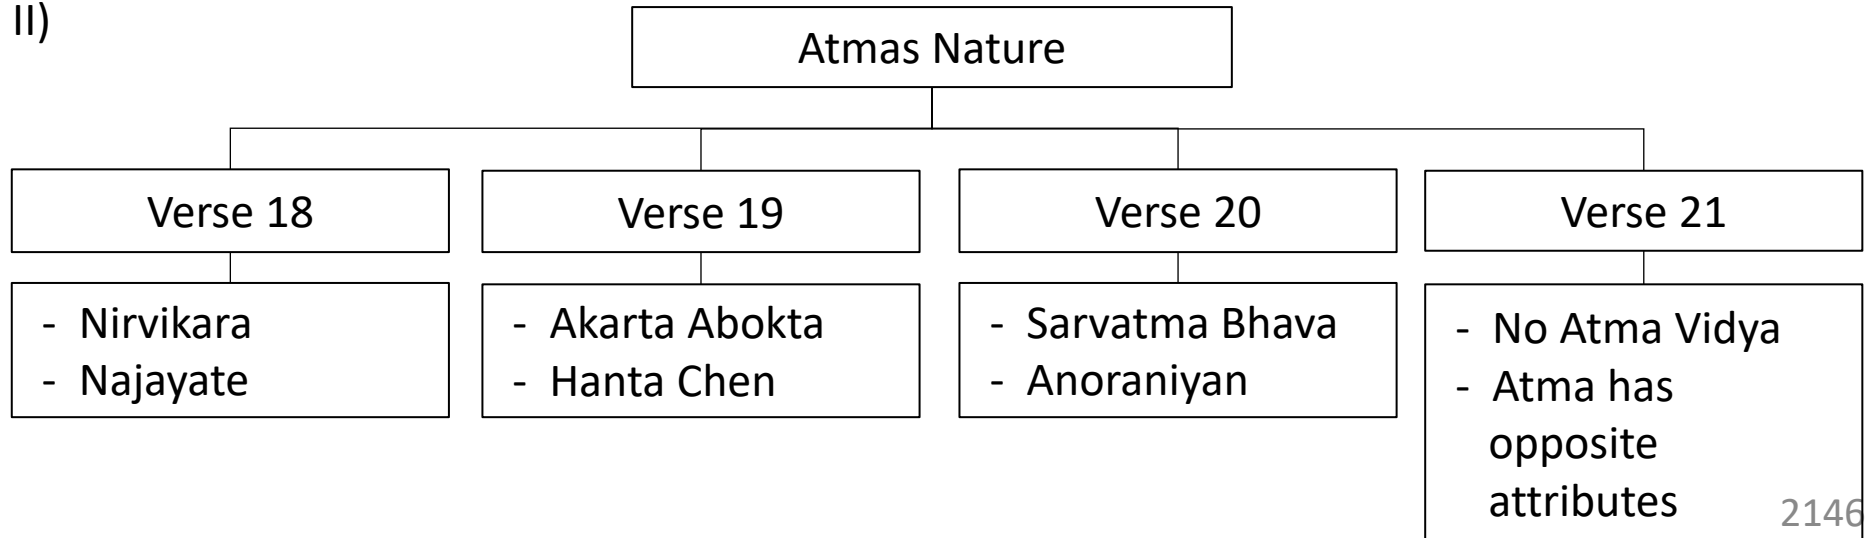 II)
Atmas Nature
Verse 18
Verse 19
Verse 20
Verse 21
- Nirvikara
- Najayate
- Akarta Abokta
- Hanta Chen
- Sarvatma Bhava
- Anoraniyan
- No Atma Vidya
- Atma has
opposite
attributes
2146